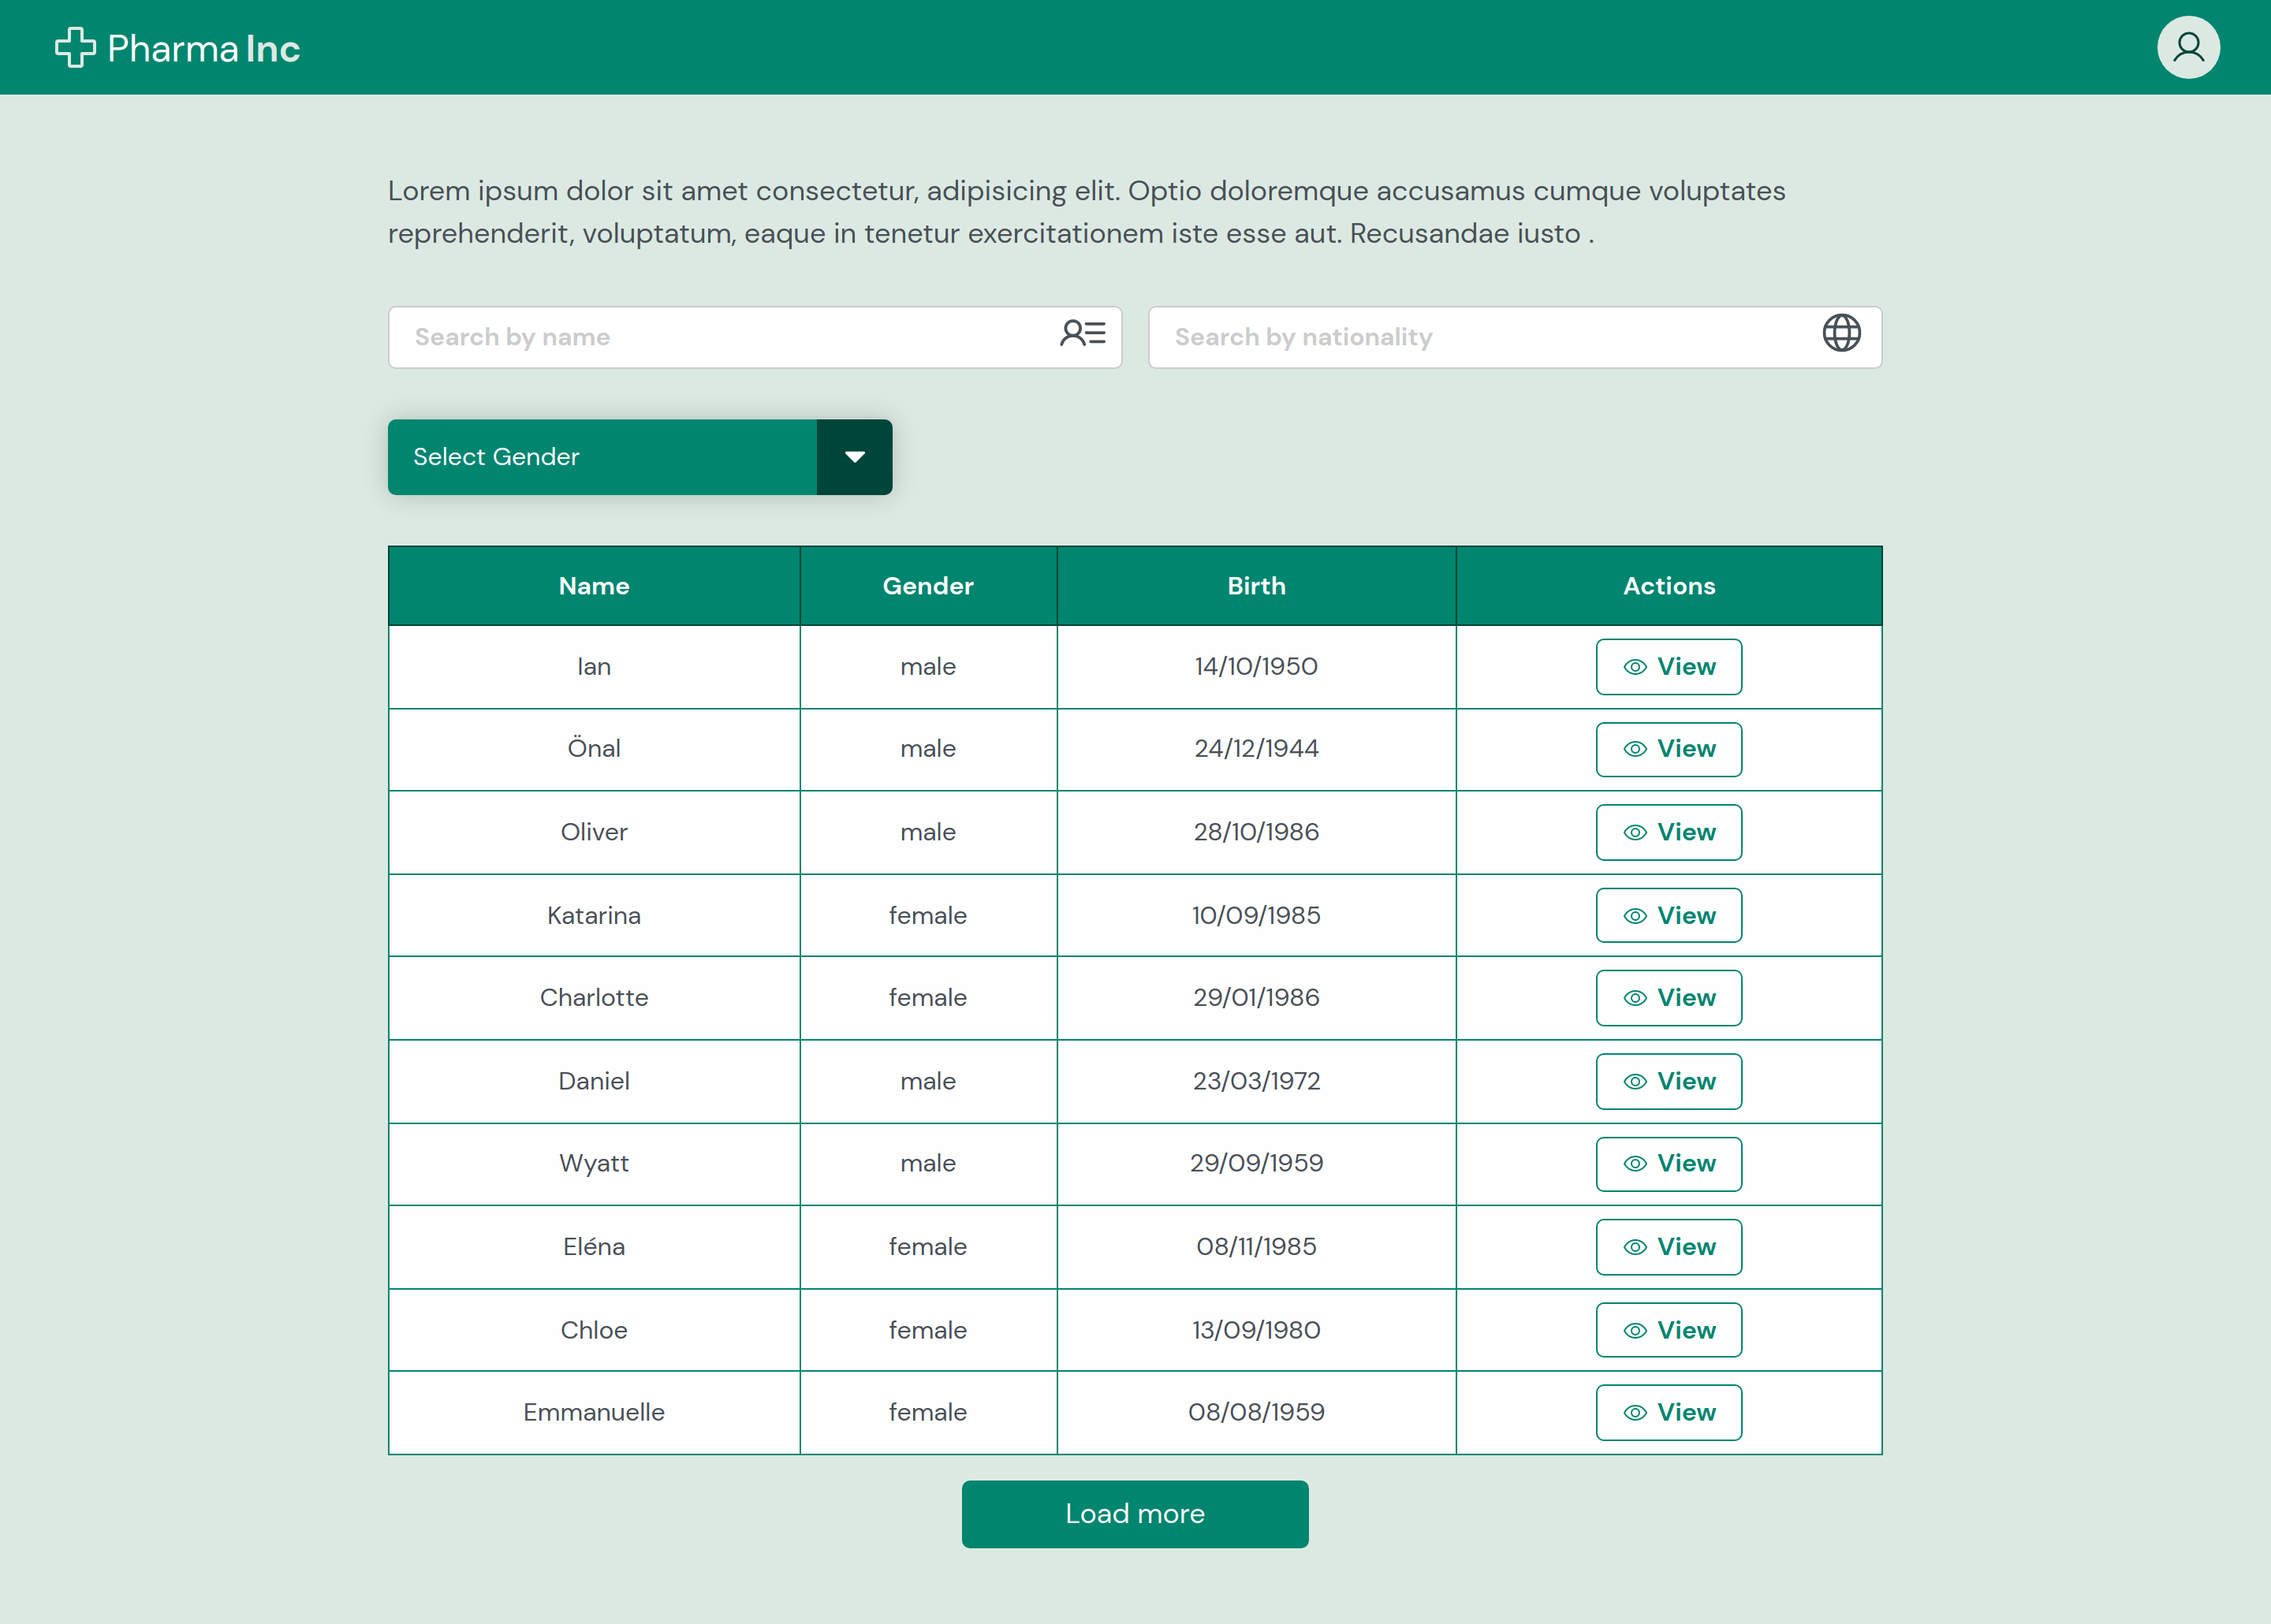 Pharma Inc
Lorem ipsum dolor sit amet consectetur, adipisicing elit. Optio doloremque accusamus cumque voluptates
reprehenderit, voluptatum, eaque in tenetur exercitationem iste esse aut. Recusandae iusto .
Search by name Search by nationality
Select Gender
Name Gender Birth Actions
Ian male 14/10/1950 View
Önal male 24/12/1944 View
Oliver male 28/10/1986 View
Katarina female 10/09/1985 View
Charlotte female 29/01/1986 View
Daniel male 23/03/1972 View
Wyatt male 29/09/1959 View
Eléna female 08/11/1985 View
Chloe female 13/09/1980 View
Emmanuelle female 08/08/1959 View
Load more